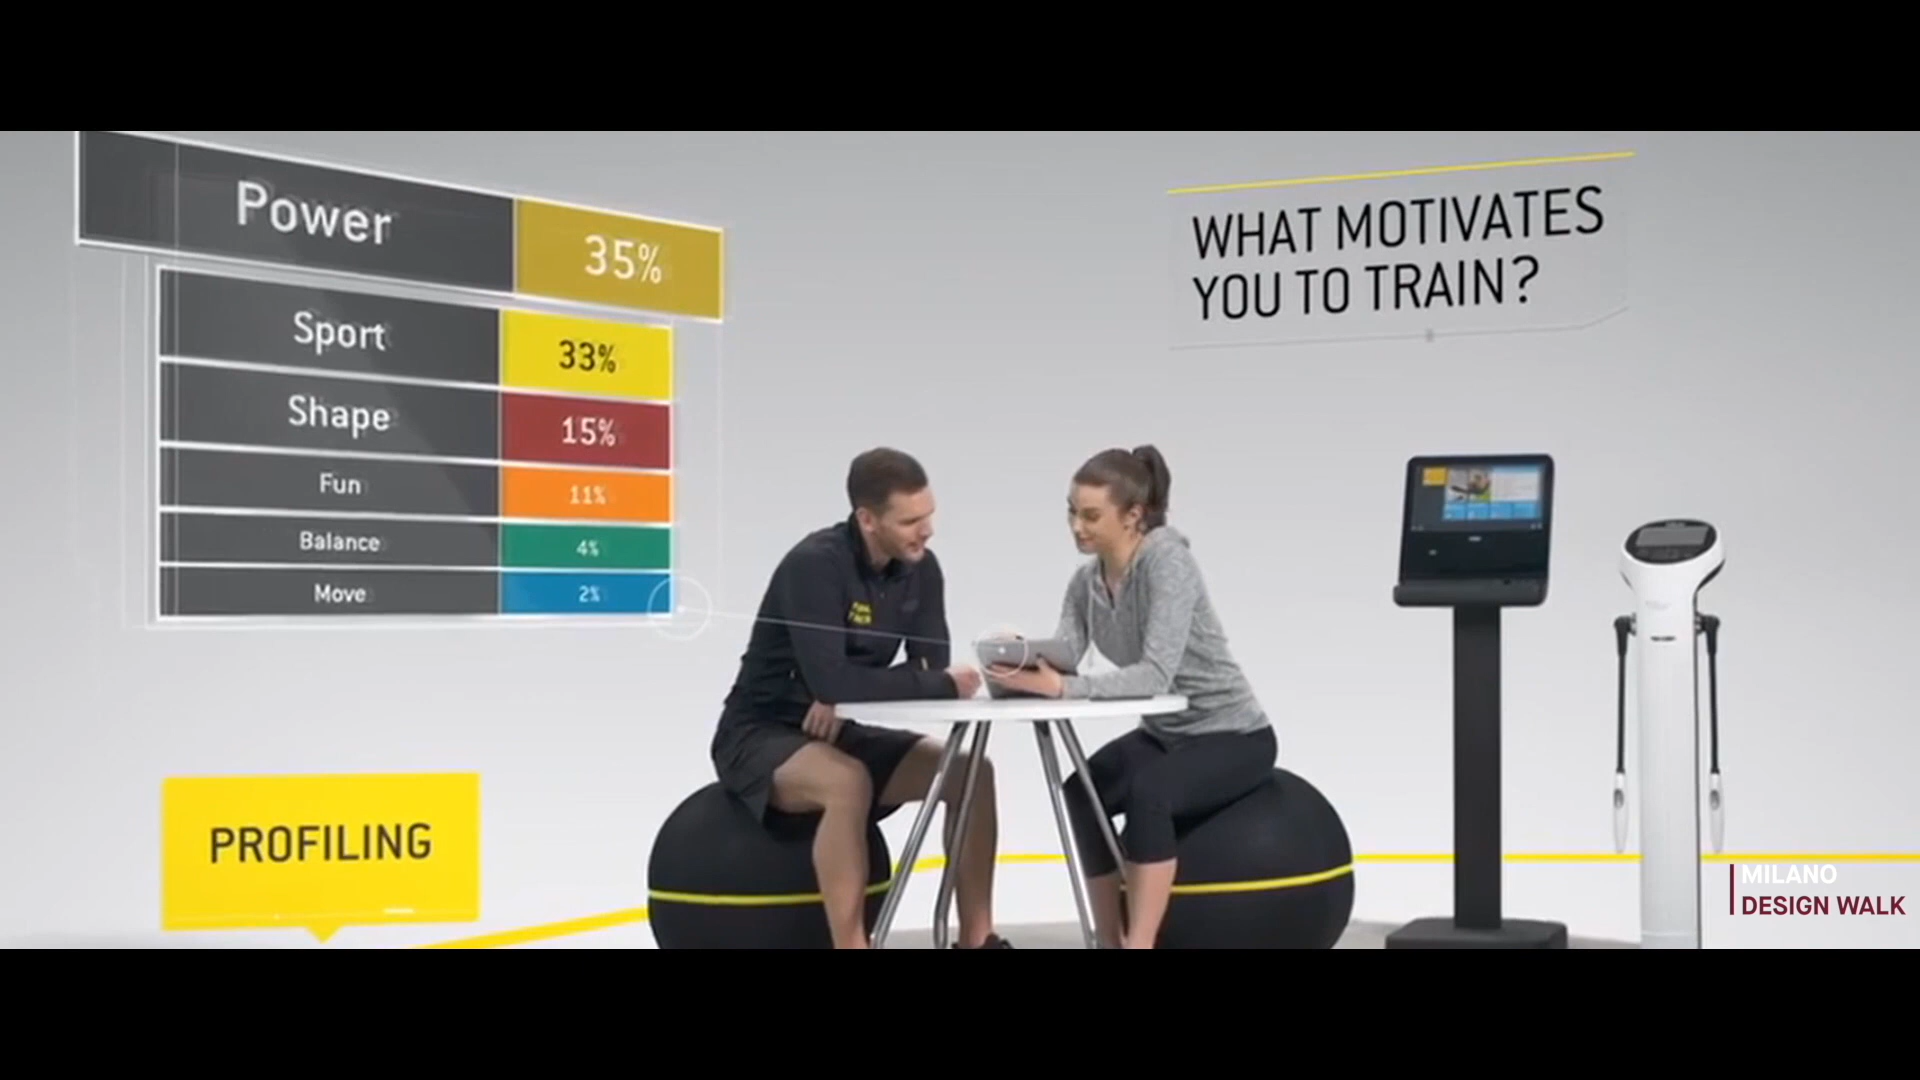 Power 35%
Sport 33%
Shape 15%
Fun 11%
Balance 4%
Move 2%
WHAT MOTIVATES
YOU TO TRAIN?
PROFILING
MILANO
DESIGN WALK